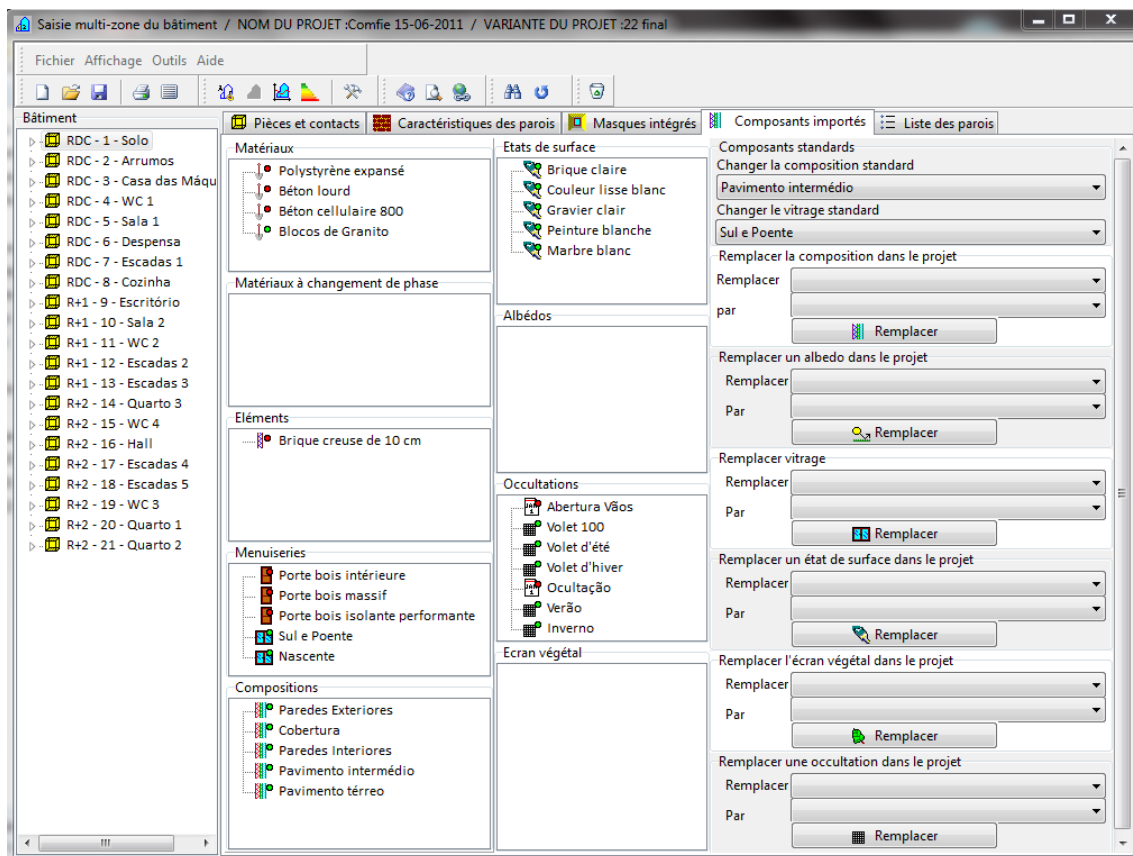 Saisie multi-zone du bâtiment / NOM DU PROJET :Comfie 15-06-2011 / VARIANTE DU PROJET :22 final
Fichier Affichage Outils Aide
Bâtiment
RDC - 1 - Solo
RDC - 2 - Arrumos
RDC - 3 - Casa das Máqu
RDC - 4 - WC 1
RDC - 5 - Sala 1
RDC - 6 - Despensa
RDC - 7 - Escadas 1
RDC - 8 - Cozinha
R+1 - 9 - Escritório
R+1 - 10 - Sala 2
R+1 - 11 - WC 2
R+1 - 12 - Escadas 2
R+1 - 13 - Escadas 3
R+2 - 14 - Quarto 3
R+2 - 15 - WC 4
R+2 - 16 - Hall
R+2 - 17 - Escadas 4
R+2 - 18 - Escadas 5
R+2 - 19 - WC 3
R+2 - 20 - Quarto 1
R+2 - 21 - Quarto 2
Pièces et contacts Caractéristiques des parois Masques intégrés Composants importés Liste des parois
Matériaux
Polystyrène expansé
Béton lourd
Béton cellulaire 800
Blocos de Granito
Matériaux à changement de phase
Eléments
Brique creuse de 10 cm
Menuiseries
Porte bois intérieure
Porte bois massif
Porte bois isolante performante
Sul e Poente
Nascente
Compositions
Paredes Exteriores
Cobertura
Paredes Interiores
Pavimento intermédio
Pavimento térreo
Etats de surface
Brique claire
Couleur lisse blanc
Gravier clair
Peinture blanche
Marbre blanc
Albédos
Occultations
Abertura Vãos
Volet 100
Volet d'été
Volet d'hiver
Ocultação
Verão
Inverno
Ecran végétal
Composants standards
Changer la composition standard
Pavimento intermédio
Changer le vitrage standard
Sul e Poente
Remplacer la composition dans le projet
Remplacer
par
Remplacer
Remplacer un albedo dans le projet
Remplacer
Par
Remplacer
Remplacer vitrage
Remplacer
Par
Remplacer
Remplacer un état de surface dans le projet
Remplacer
Par
Remplacer
Remplacer l'écran végétal dans le projet
Remplacer
Par
Remplacer
Remplacer une occultation dans le projet
Remplacer
Par
Remplacer